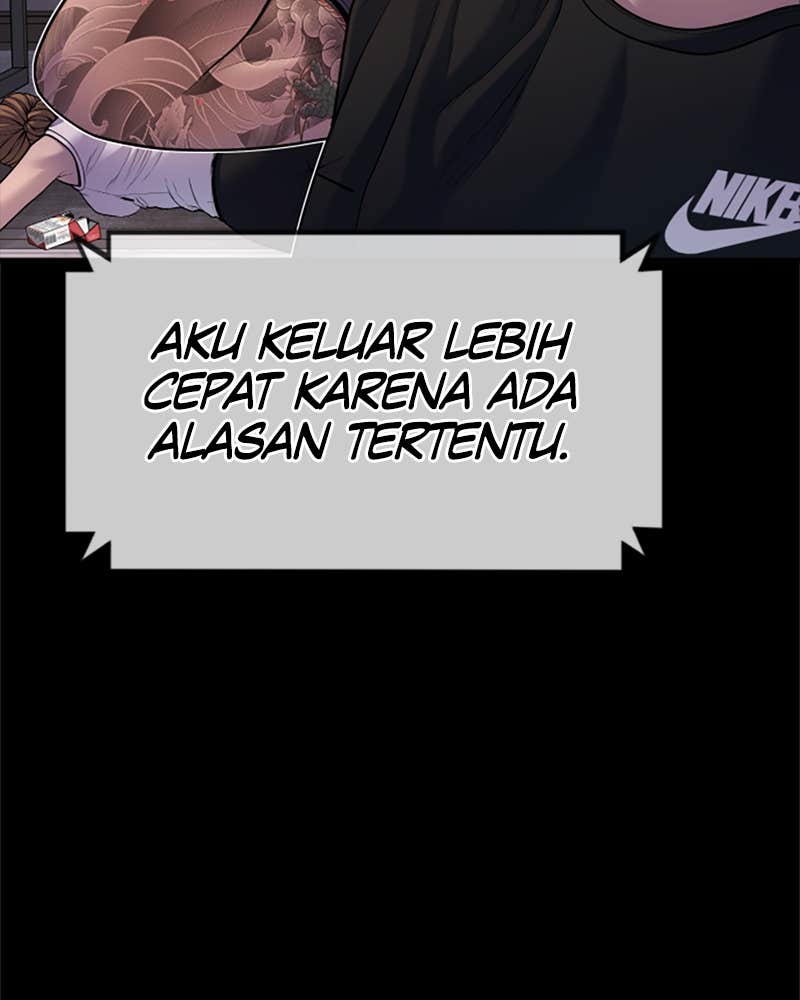 NIKE
AKU KELUAR LEBIH
CEPAT KARENA ADA
ALASAN TERTENTU.